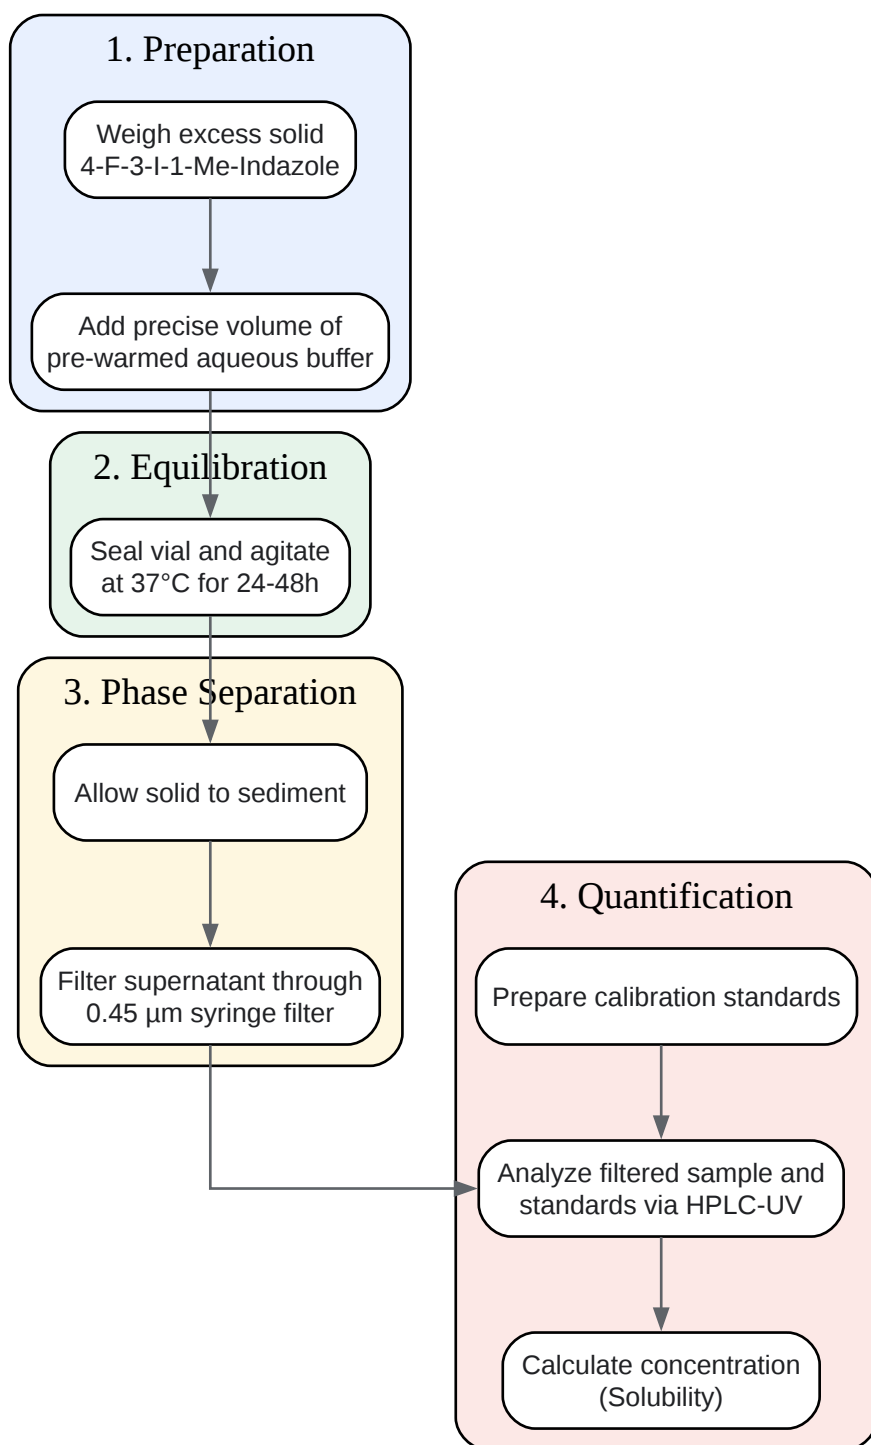 1. Preparation
Weigh excess solid
4-F-3-I-1-Me-Indazole
Add precise volume of
pre-warmed aqueous buffer
2. Equilibration
Seal vial and agitate
at 37°C for 24-48h
3. Phase Separation
Allow solid to sediment
Filter supernatant through
0.45 µm syringe filter
4. Quantification
Prepare calibration standards
Analyze filtered sample and
standards via HPLC-UV
Calculate concentration
(Solubility)